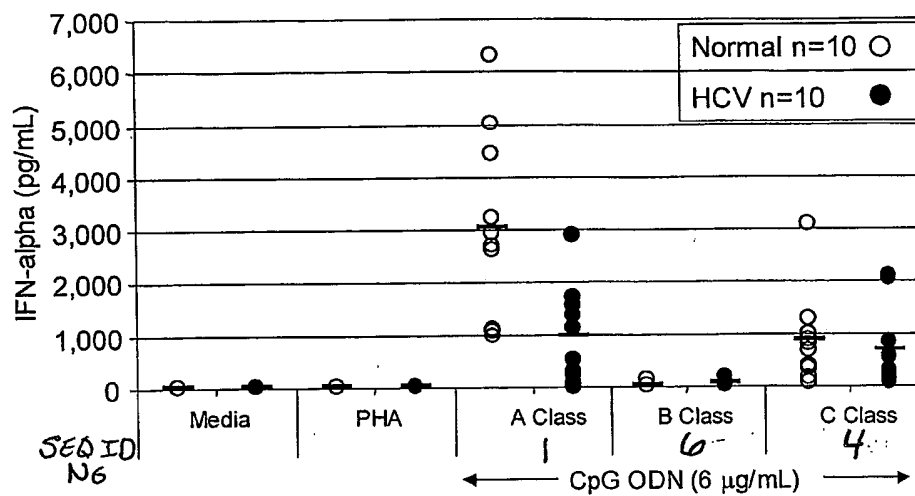 7,000
6,000
5,000
4,000
3,000
2,000
1,000
0
IFN-alpha (pg/mL)
Normal n=10
HCV n=10
Media PHA A Class B Class C Class
SEQ ID 1 6 4
No
CpG ODN (6 µg/mL)